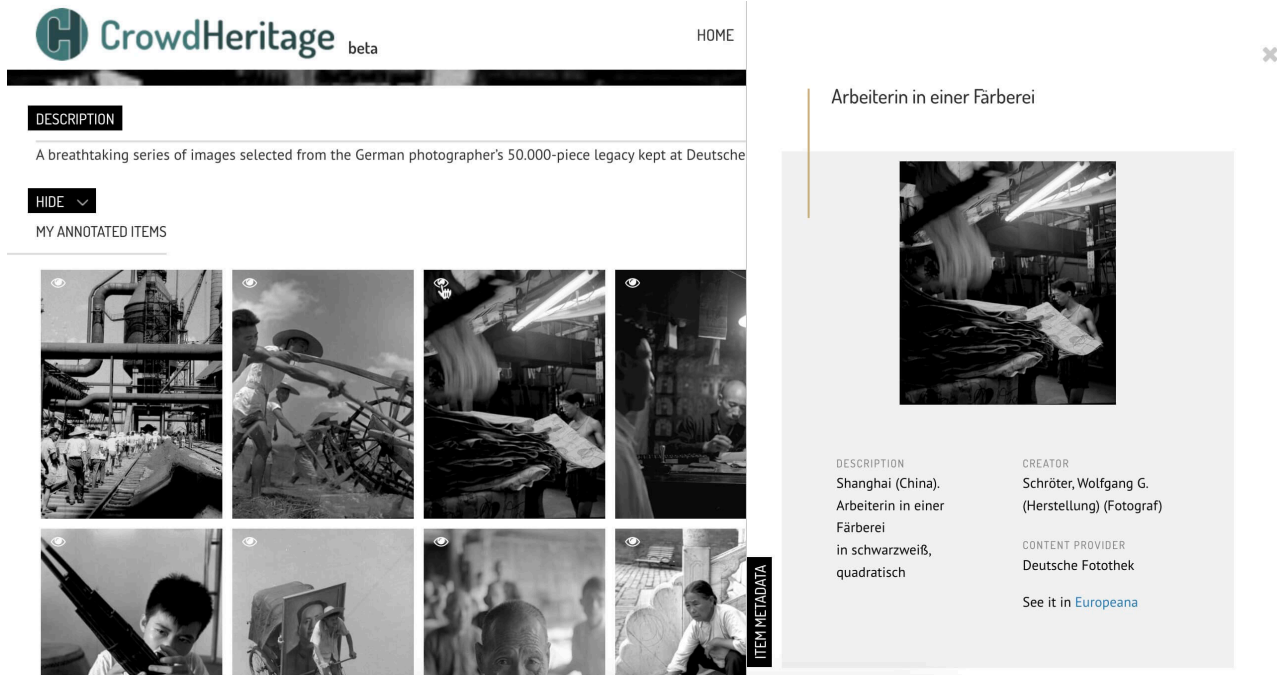 CrowdHeritage beta
HOME
DESCRIPTION
A breathtaking series of images selected from the German photographer's 50.000-piece legacy kept at Deutsche
HIDE
MY ANNOTATED ITEMS
Arbeiterin in einer Färberei
DESCRIPTION
Shanghai (China).
Arbeiterin in einer
Färberei
in schwarzweiß,
quadratisch
CREATOR
Schröter, Wolfgang G.
(Herstellung) (Fotograf)
CONTENT PROVIDER
Deutsche Fotothek
See it in Europeana
ITEM METADATA